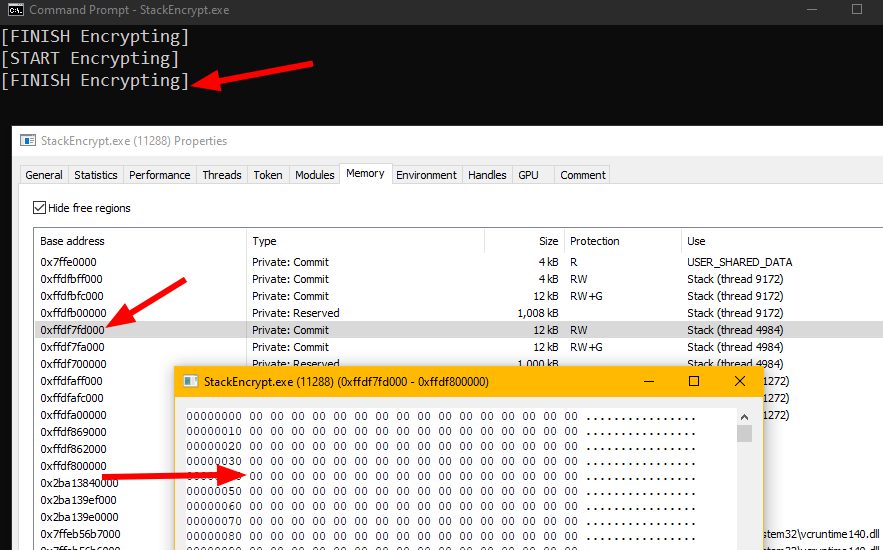 Command Prompt - StackEncrypt.exe
[FINISH Encrypting]
[START Encrypting]
[FINISH Encrypting]
StackEncrypt.exe (11288) Properties
General Statistics Performance Threads Token Modules Memory Environment Handles GPU Comment
Hide free regions
Base address Type Size Protection Use
0x7ffe0000 Private: Commit 4 kB R USER_SHARED_DATA
0xffdfbff000 Private: Commit 4 kB RW Stack (thread 9172)
0xffdfbfc000 Private: Commit 12 kB RW+G Stack (thread 9172)
0xffdfb00000 Private: Reserved 1,008 kB Stack (thread 9172)
0xffdf7fd000 Private: Commit 12 kB RW Stack (thread 4984)
0xffdf7fa000 Private: Commit 12 kB RW+G Stack (thread 4984)
0xffdf700000 Private: Reserved 1,000 kB Stack (thread 4984)
0xffdfaff000 1272)
0xffdfafc000 1272)
0xffdfa00000 1272)
0xffdf869000
0xffdf862000
0xffdf800000
0x2ba13840000
0x2ba139ef000
0x2ba139e0000
0x7ffeb56b7000 stem32\vcruntime140.dll
StackEncrypt.exe (11288) (0xffdf7fd000 - 0xffdf800000)
00000000 00 00 00 00 00 00 00 00 00 00 00 00 00 00 00 00 ................
00000010 00 00 00 00 00 00 00 00 00 00 00 00 00 00 00 00 ................
00000020 00 00 00 00 00 00 00 00 00 00 00 00 00 00 00 00 ................
00000030 00 00 00 00 00 00 00 00 00 00 00 00 00 00 00 00 ................
00 00 00 00 00 00 00 00 00 00 00 00 00 00 00 00 ................
00000050 00 00 00 00 00 00 00 00 00 00 00 00 00 00 00 00 ................
00000060 00 00 00 00 00 00 00 00 00 00 00 00 00 00 00 00 ................
00000070 00 00 00 00 00 00 00 00 00 00 00 00 00 00 00 00 ................
00000080 00 00 00 00 00 00 00 00 00 00 00 00 00 00 00 00 ................